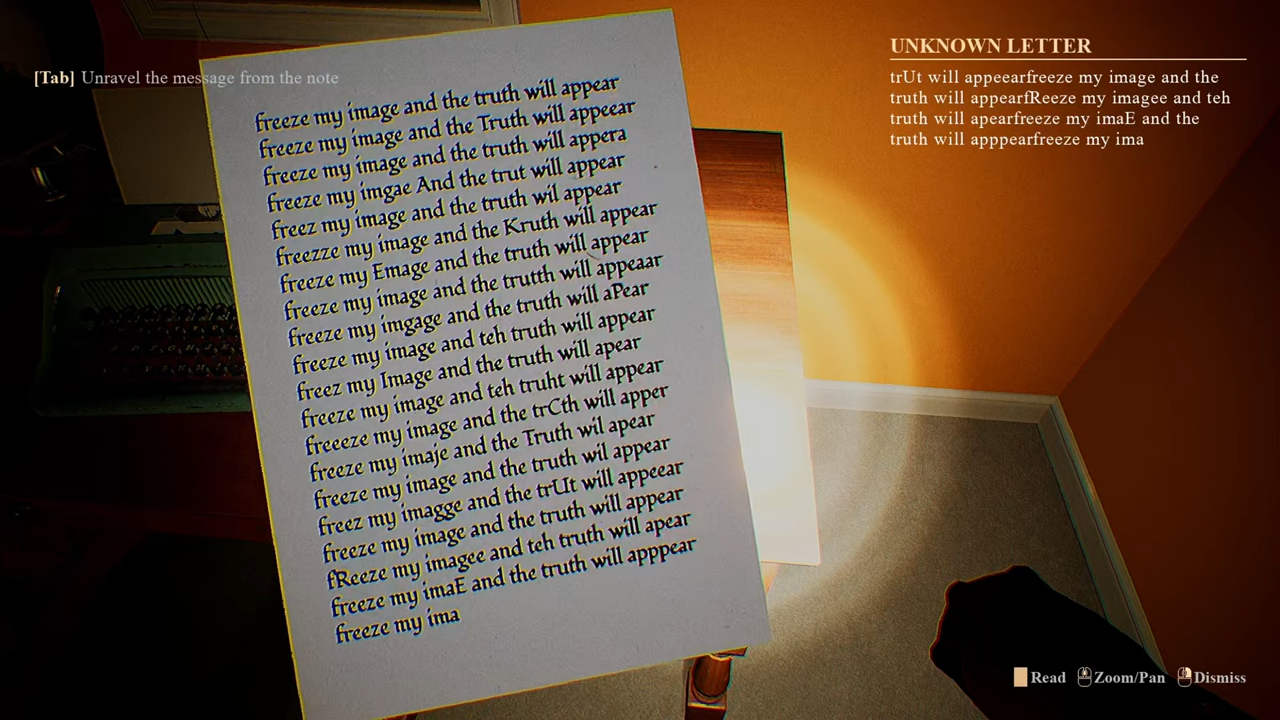 [Tab] Unravel the message from the note
freeze my image and the truth will appear
freeze my image and the Truth will appeear
freeze my image and the truth will appera
freeze my imgae And the trut will appear
freez my image and the truth wil appear
freezze my image and the Kruth will appear
freeze my Emage and the truth will appear
freeze my image and the trutth will appeaar
freeze my imgage and the truth will aPear
freeze my image and teh truth will appear
freez my Image and the truth will apear
freeze my image and teh truht will appear
freeeze my image and the trCth will apper
freeze my imaje and the Truth wil apear
freeze my image and the truth wil appear
freez my imagge and the trUt will appeear
freeze my image and the truth will appear
fReeze my imagee and teh truth will apear
freeze my imaE and the truth will apppear
freeze my ima
UNKNOWN LETTER
trUt will appeearfreeze my image and the
truth will appearfReeze my imagee and teh
truth will apearfreeze my imaE and the
truth will apppearfreeze my ima
Read Zoom/Pan Dismiss